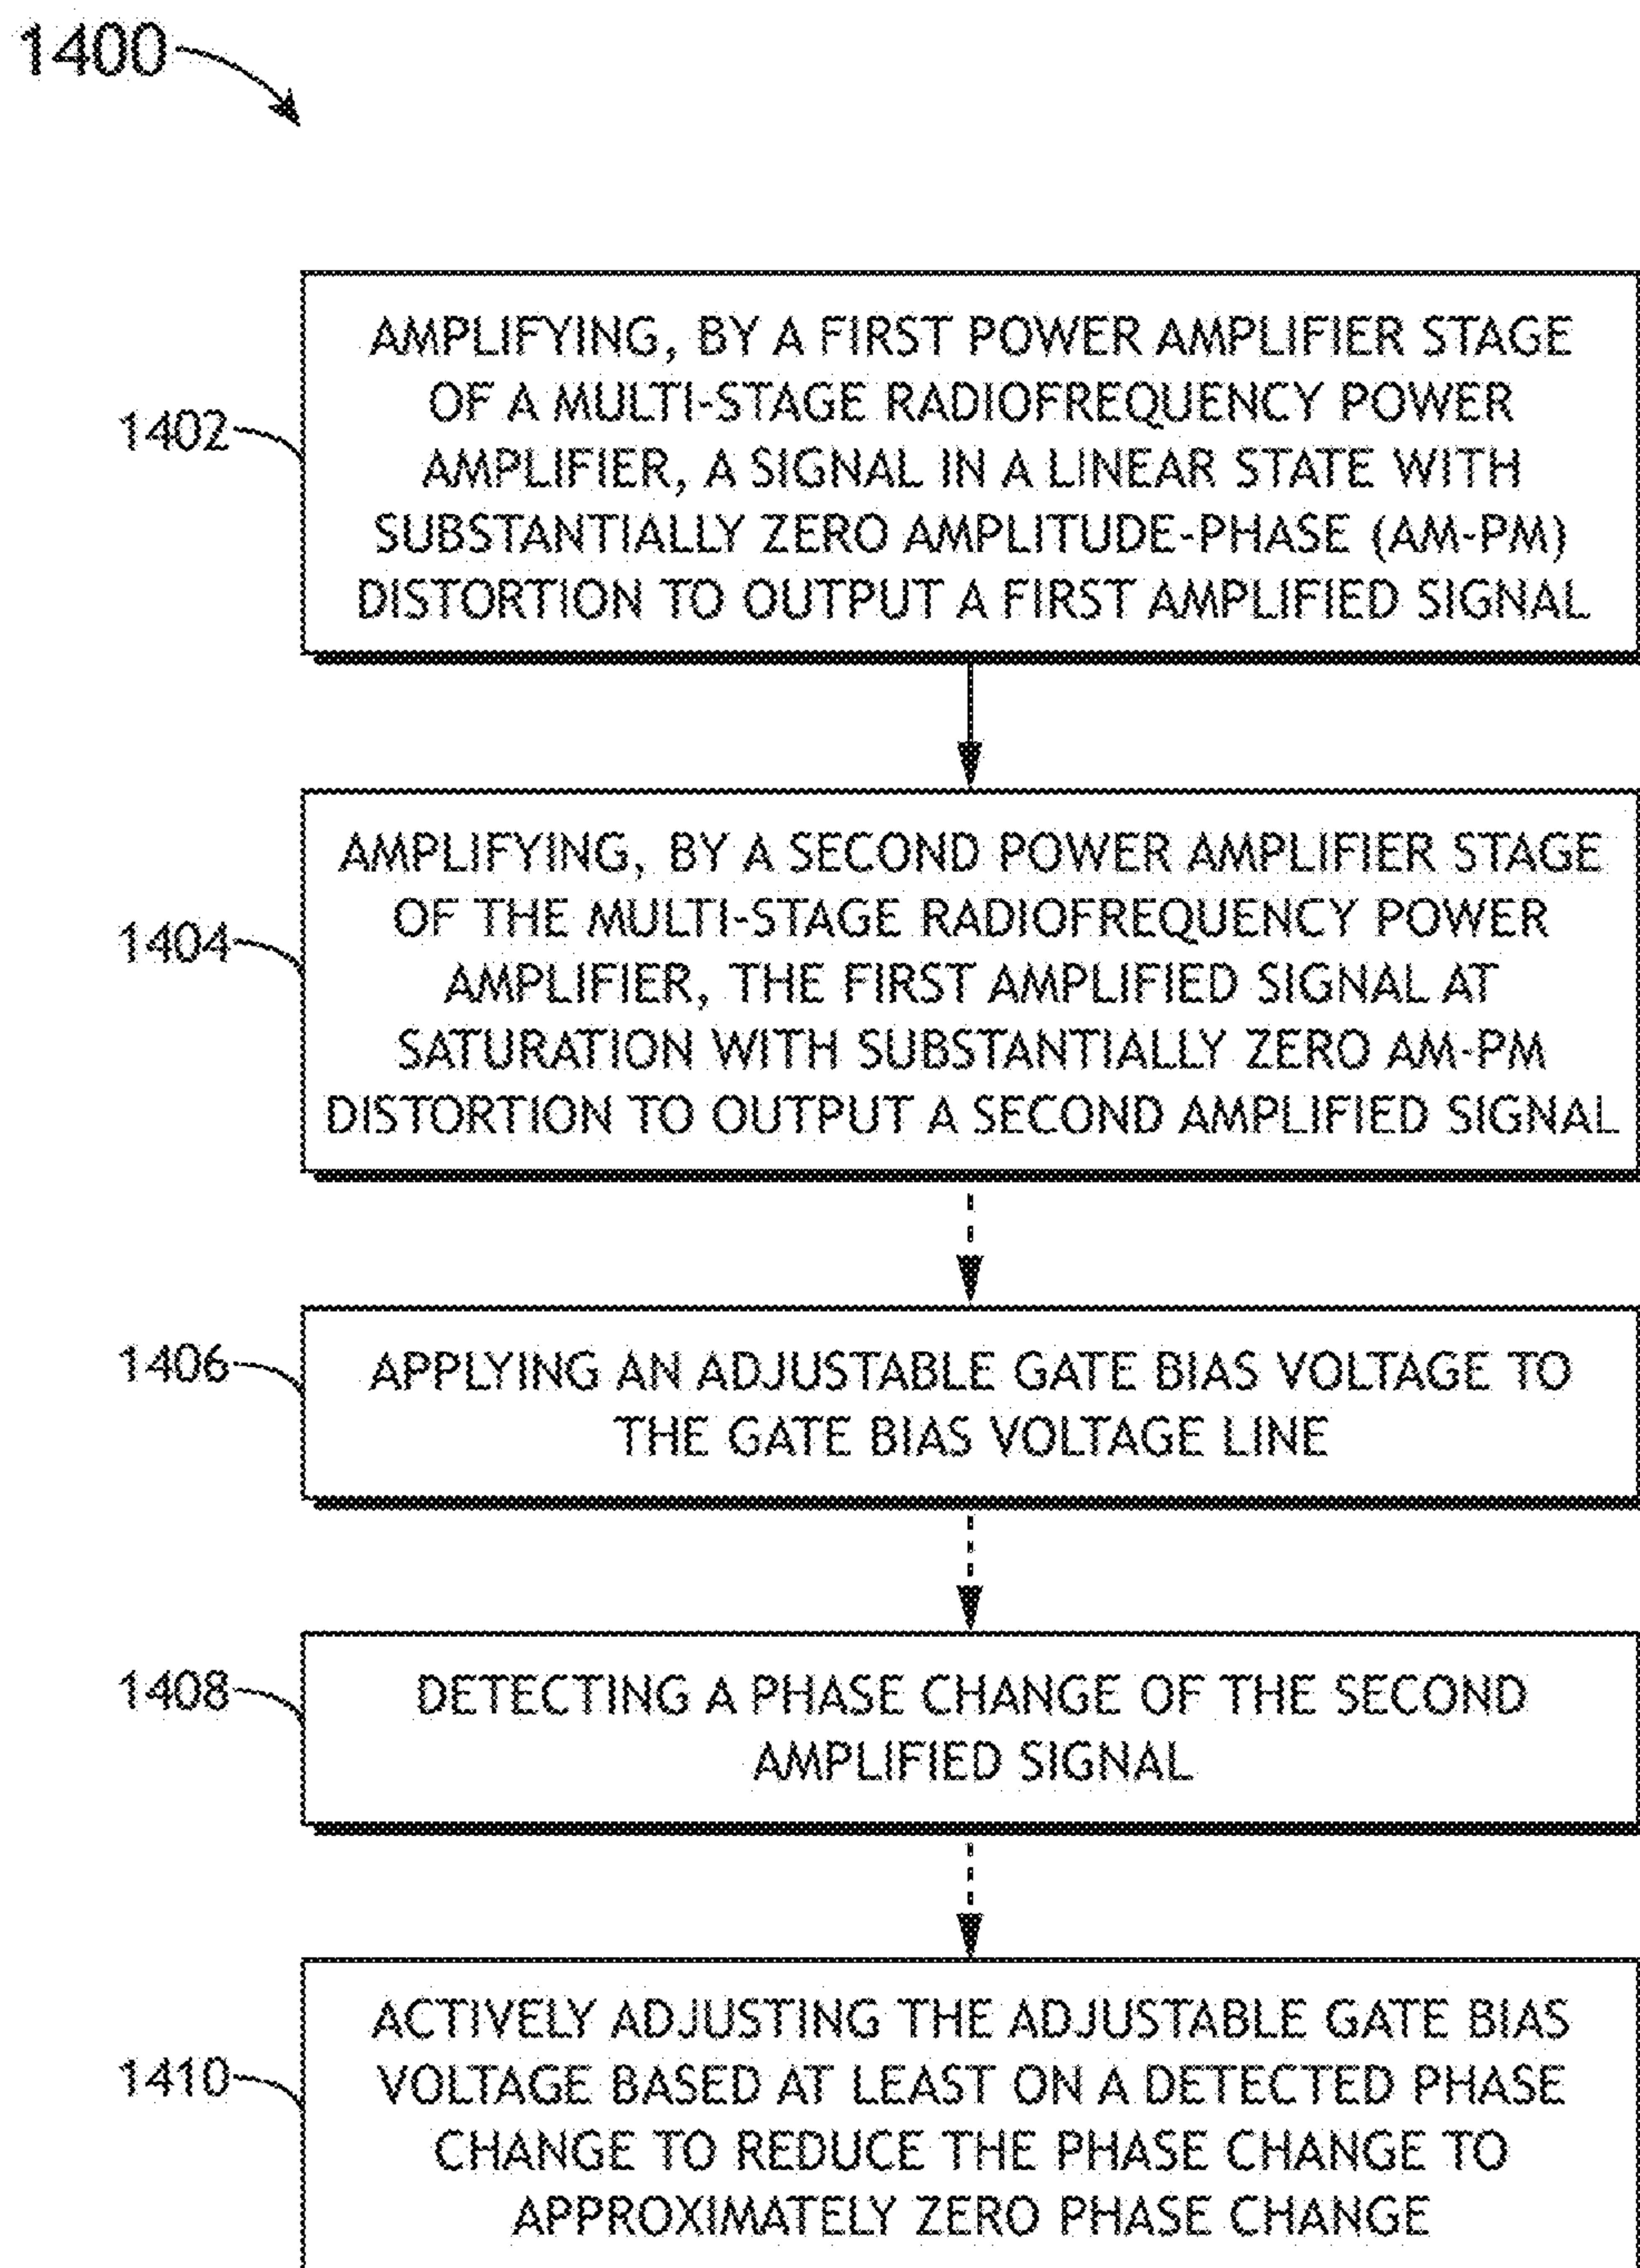 1400
1402
AMPLIFYING, BY A FIRST POWER AMPLIFIER STAGE
OF A MULTI-STAGE RADIOFREQUENCY POWER
AMPLIFIER, A SIGNAL IN A LINEAR STATE WITH
SUBSTANTIALLY ZERO AMPLITUDE-PHASE (AM-PM)
DISTORTION TO OUTPUT A FIRST AMPLIFIED SIGNAL
1404
AMPLIFYING, BY A SECOND POWER AMPLIFIER STAGE
OF THE MULTI-STAGE RADIOFREQUENCY POWER
AMPLIFIER, THE FIRST AMPLIFIED SIGNAL AT
SATURATION WITH SUBSTANTIALLY ZERO AM-PM
DISTORTION TO OUTPUT A SECOND AMPLIFIED SIGNAL
1406
APPLYING AN ADJUSTABLE GATE BIAS VOLTAGE TO
THE GATE BIAS VOLTAGE LINE
1408
DETECTING A PHASE CHANGE OF THE SECOND
AMPLIFIED SIGNAL
1410
ACTIVELY ADJUSTING THE ADJUSTABLE GATE BIAS
VOLTAGE BASED AT LEAST ON A DETECTED PHASE
CHANGE TO REDUCE THE PHASE CHANGE TO
APPROXIMATELY ZERO PHASE CHANGE